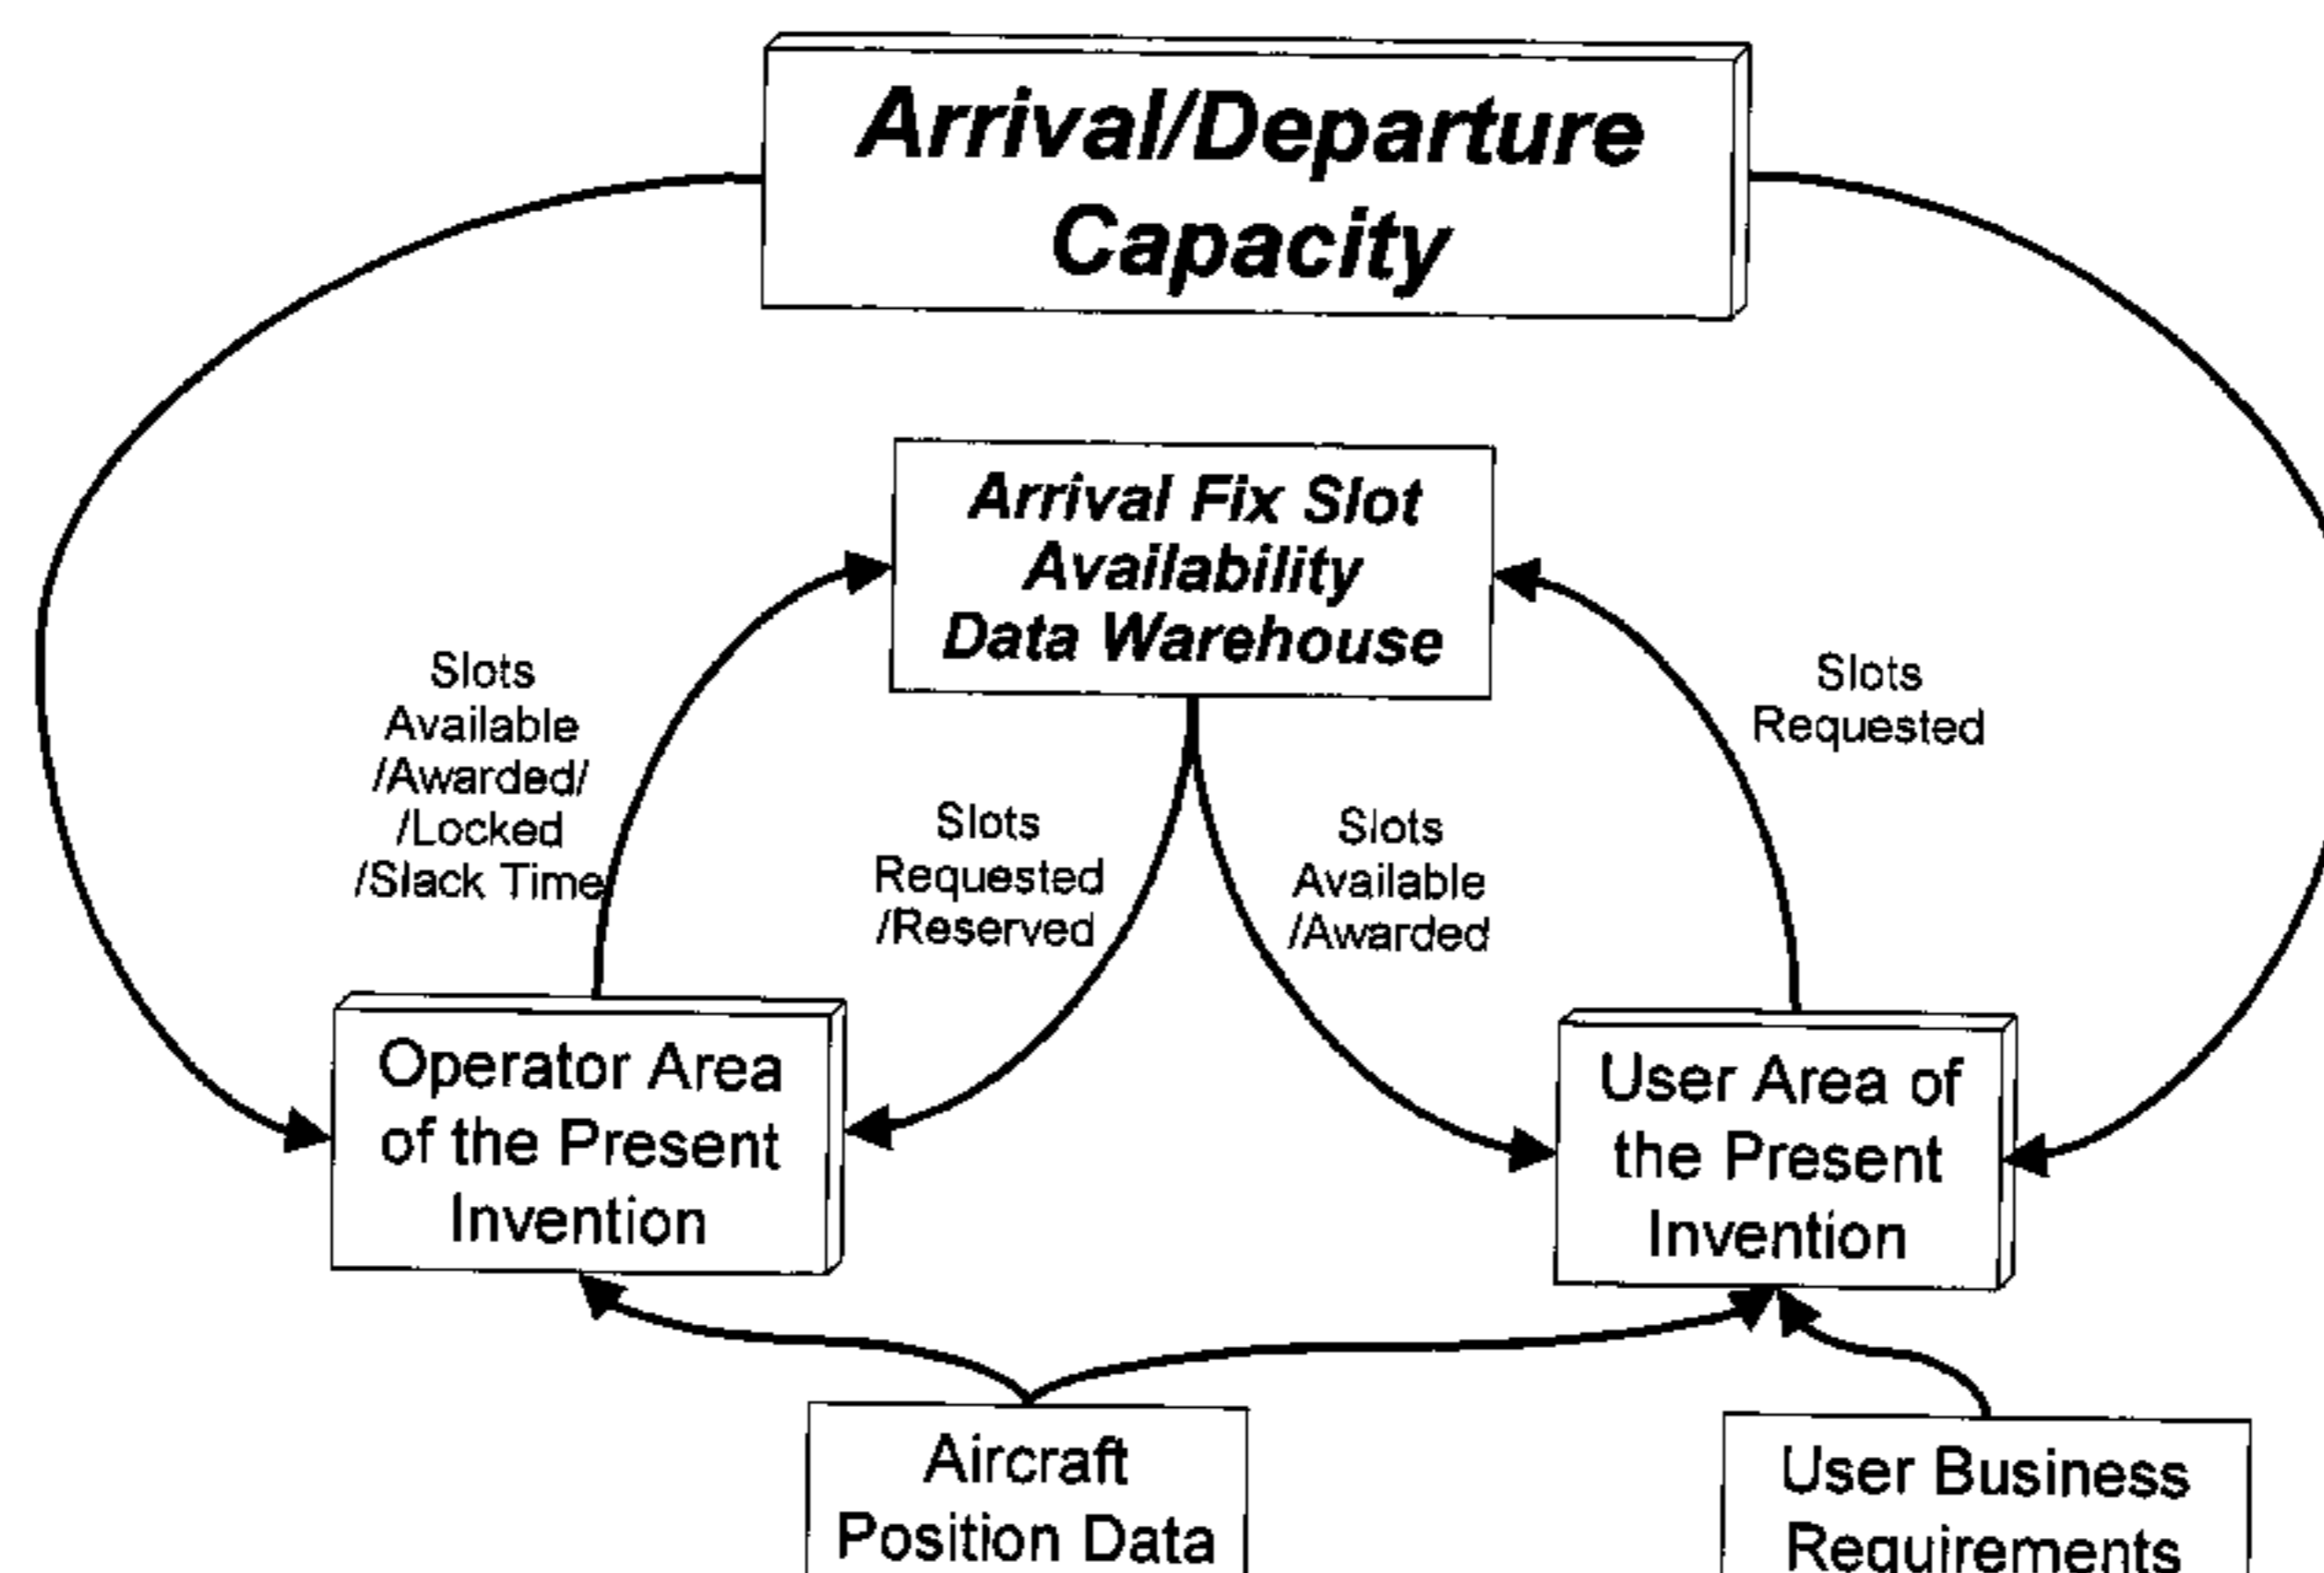 Arrival/Departure
Capacity
Arrival Fix Slot
Availability
Data Warehouse
Slots
Available
/Awarded/
/Locked
/Slack Time
Slots
Requested
/Reserved
Slots
Available
/Awarded
Slots
Requested
Operator Area
of the Present
Invention
User Area of
the Present
Invention
Aircraft
Position Data
User Business
Requirements